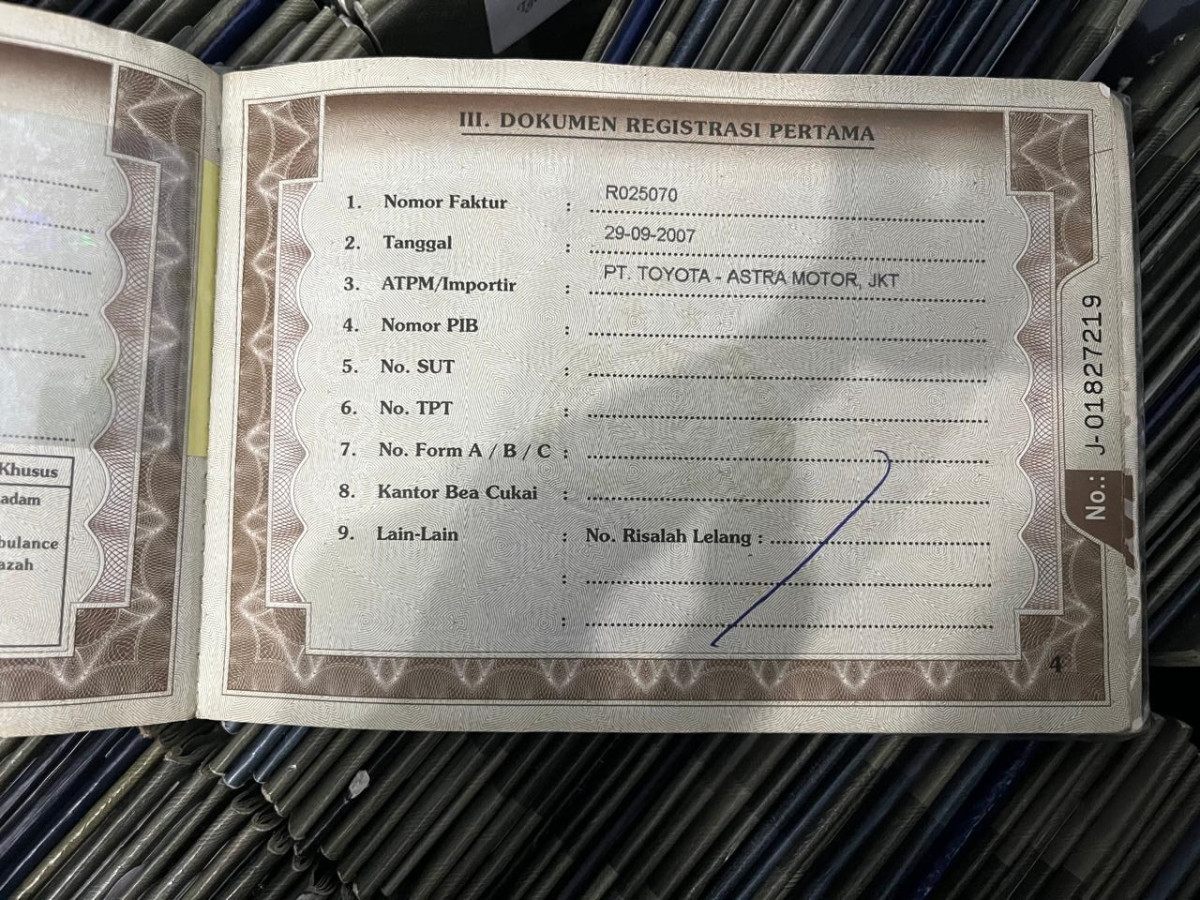 III. DOKUMEN REGISTRASI PERTAMA
1. Nomor Faktur : R025070
2. Tanggal : 29-09-2007
3. ATPM/Importir : PT. TOYOTA - ASTRA MOTOR, JKT
4. Nomor PIB :
5. No. SUT :
6. No. TPT :
7. No. Form A / B / C :
8. Kantor Bea Cukai :
9. Lain-Lain : No. Risalah Lelang :
:
:
4
No.: J-01827219
Khusus
adam
bulance
azah